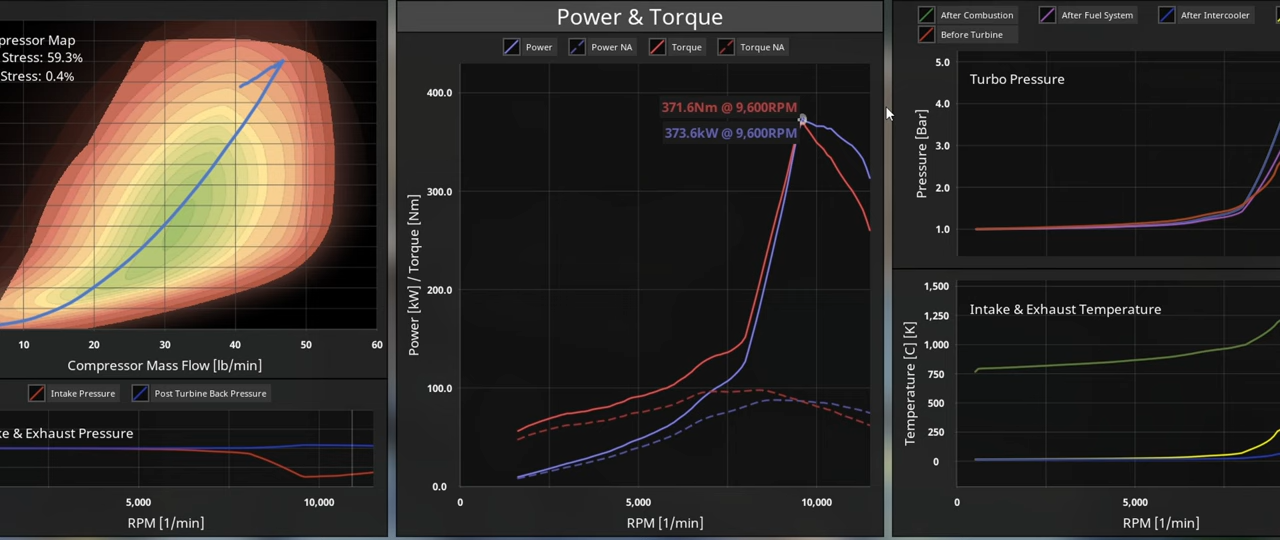 pressor Map
Stress: 59.3%
Stress: 0.4%
10 20 30 40 50 60
Compressor Mass Flow [lb/min]
Intake Pressure Post Turbine Back Pressure
ke & Exhaust Pressure
5,000 10,000
RPM [1/min]
Power & Torque
Power Power NA Torque Torque NA
400.0
371.6Nm @ 9,600RPM
373.6kW @ 9,600RPM
300.0
200.0
100.0
0.0
Power [kW] / Torque [Nm]
0 5,000 10,000
RPM [1/min]
After Combustion After Fuel System After Intercooler
Before Turbine
5.0
Turbo Pressure
4.0
3.0
2.0
1.0
Pressure [Bar]
1,500
Intake & Exhaust Temperature
1,250
1,000
750
500
250
0
Temperature [C] [K]
0 5,000
RPM [1/min]